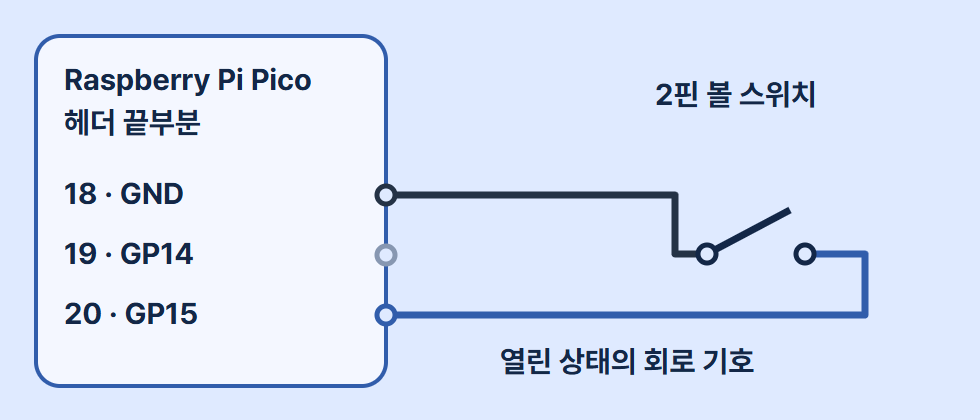 Raspberry Pi Pico
헤더 끝부분
18 · GND
19 · GP14
20 · GP15
2핀 볼 스위치
열린 상태의 회로 기호